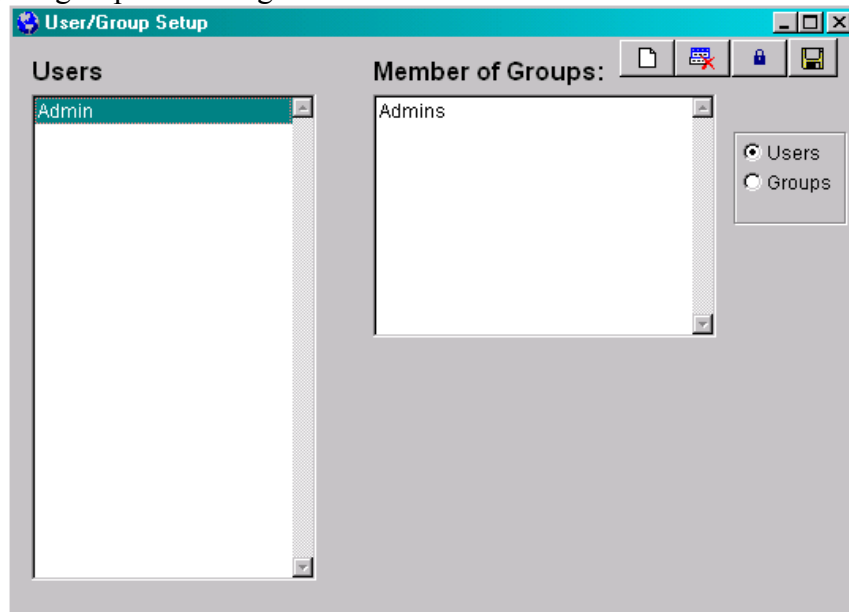 User/Group Setup
Users
Member of Groups:
Admin
Admins
Users
Groups